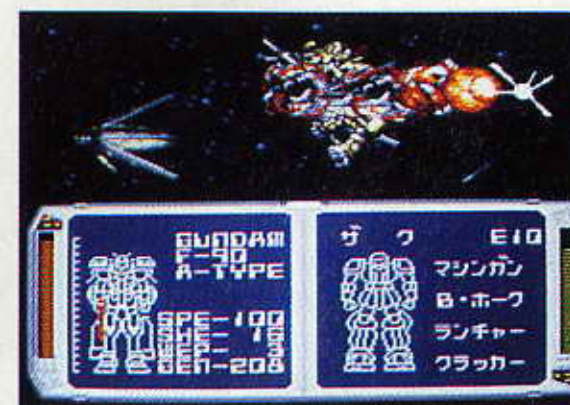 GUNDAM
F-90
A-TYPE
SPE-100
GEN-208
ザク E10
マシンガン
B・ホーク
ランチャー
クラッカー